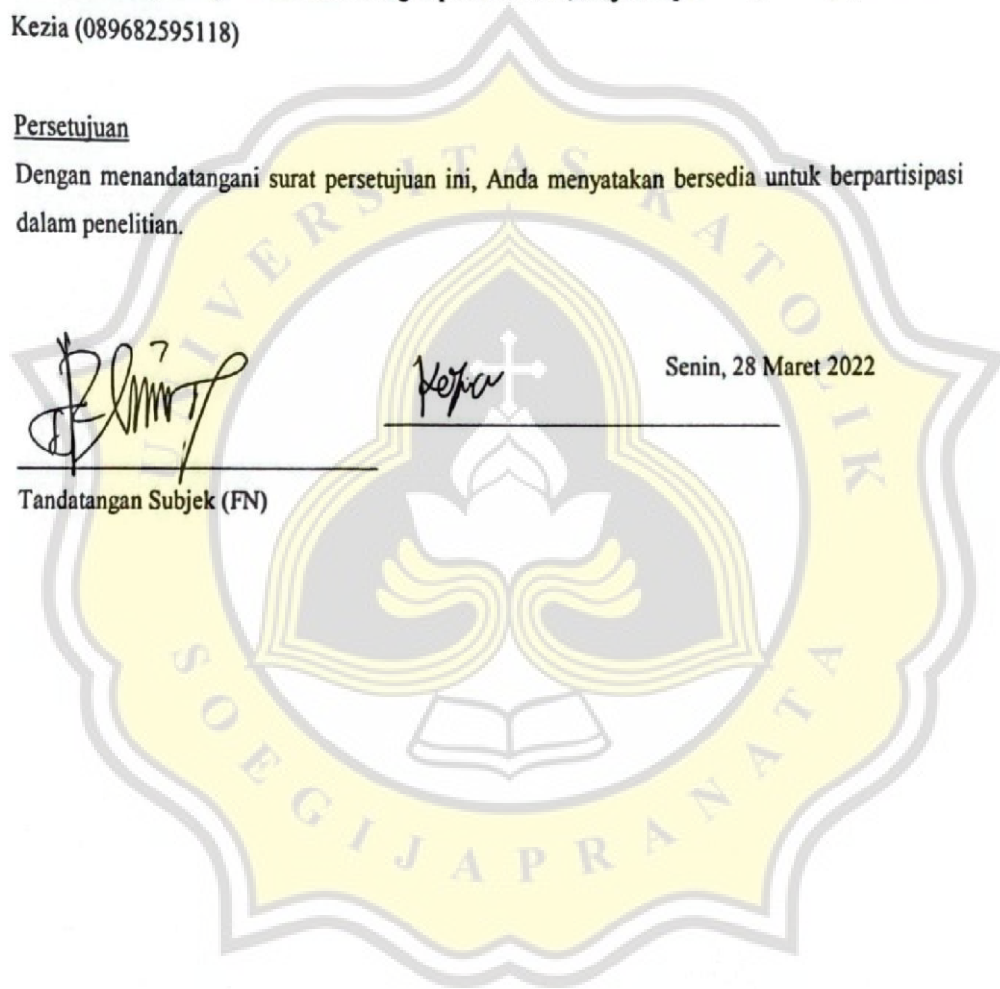 Kezia (089682595118)
Persetujuan
Dengan menandatangani surat persetujuan ini, Anda menyatakan bersedia untuk berpartisipasi
dalam penelitian.
Kezia
Senin, 28 Maret 2022
Tandatangan Subjek (FN)
UNIVERSITAS KATOLIK
SOEGIJAPRANATA